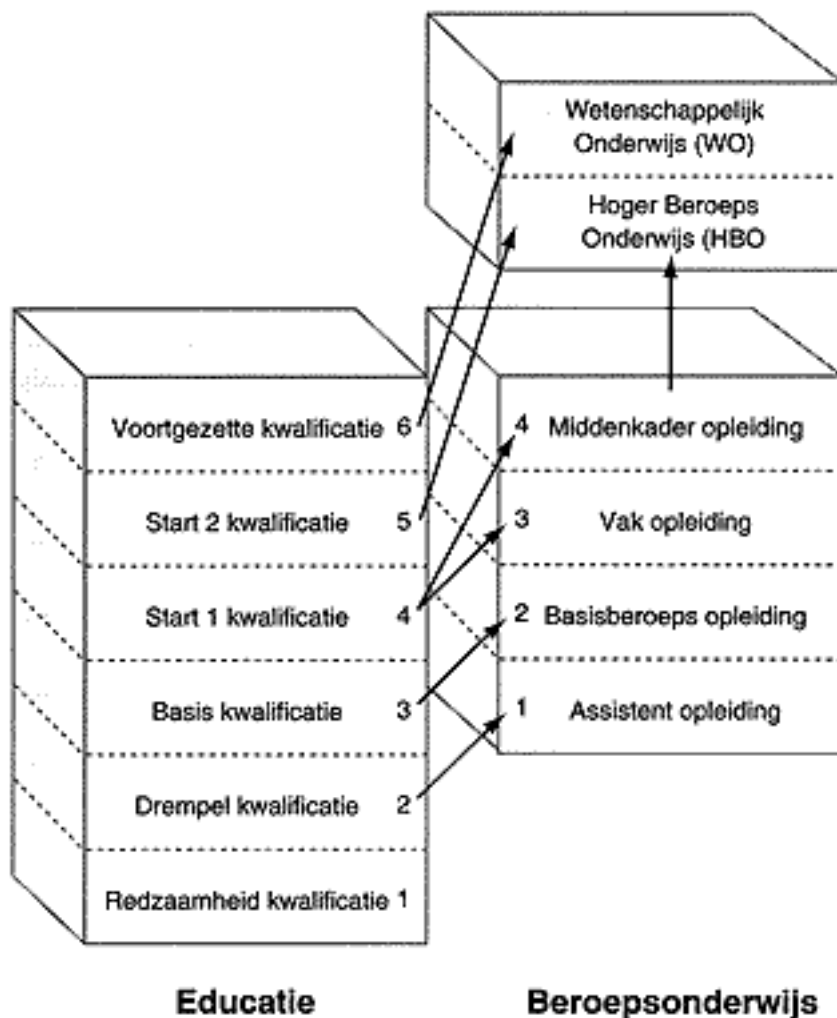 Wetenschappelijk
Onderwijs (WO)
Hoger Beroeps
Onderwijs (HBO
Voortgezette kwalificatie 6
Start 2 kwalificatie 5
Start 1 kwalificatie 4
Basis kwalificatie 3
Drempel kwalificatie 2
Redzaamheid kwalificatie 1
4 Middenkader opleiding
3 Vak opleiding
2 Basisberoeps opleiding
1 Assistent opleiding
Educatie
Beroepsonderwijs